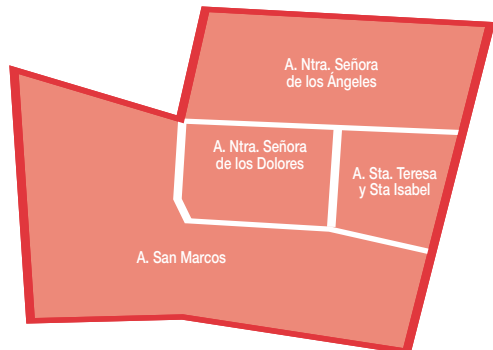 A. Ntra. Señora
de los Ángeles
A. Ntra. Señora
de los Dolores
A. Sta. Teresa
y Sta Isabel
A. San Marcos